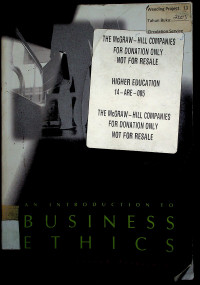 THE McGRAW-HILL COMPANIES
FOR DONATION ONLY
NOT FOR RESALE
HIGHER EDUCATION
14-ARE-005
THE McGRAW-HILL COMPANIES
FOR DONATION ONLY
NOT FOR RESALE
AN INTRODUCTION TO
BUSINESS
ETHICS